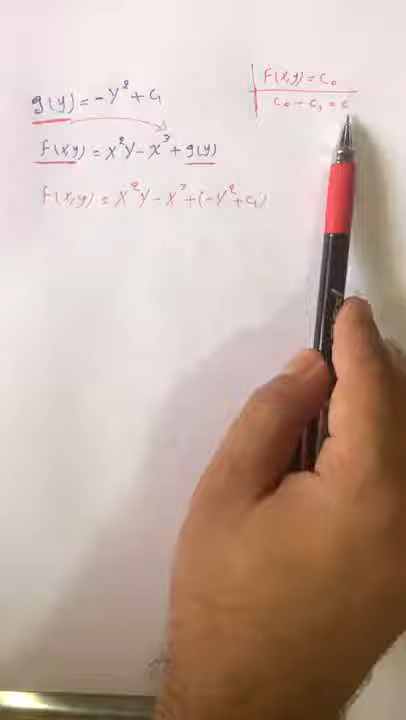 g(y) = -y² + c₁
F(x,y) = x²y - x³ + g(y)
F(x,y) = x²y - x³ + (-y² + c₁)
F(x,y) = c₀
c₀ - c₁ = c